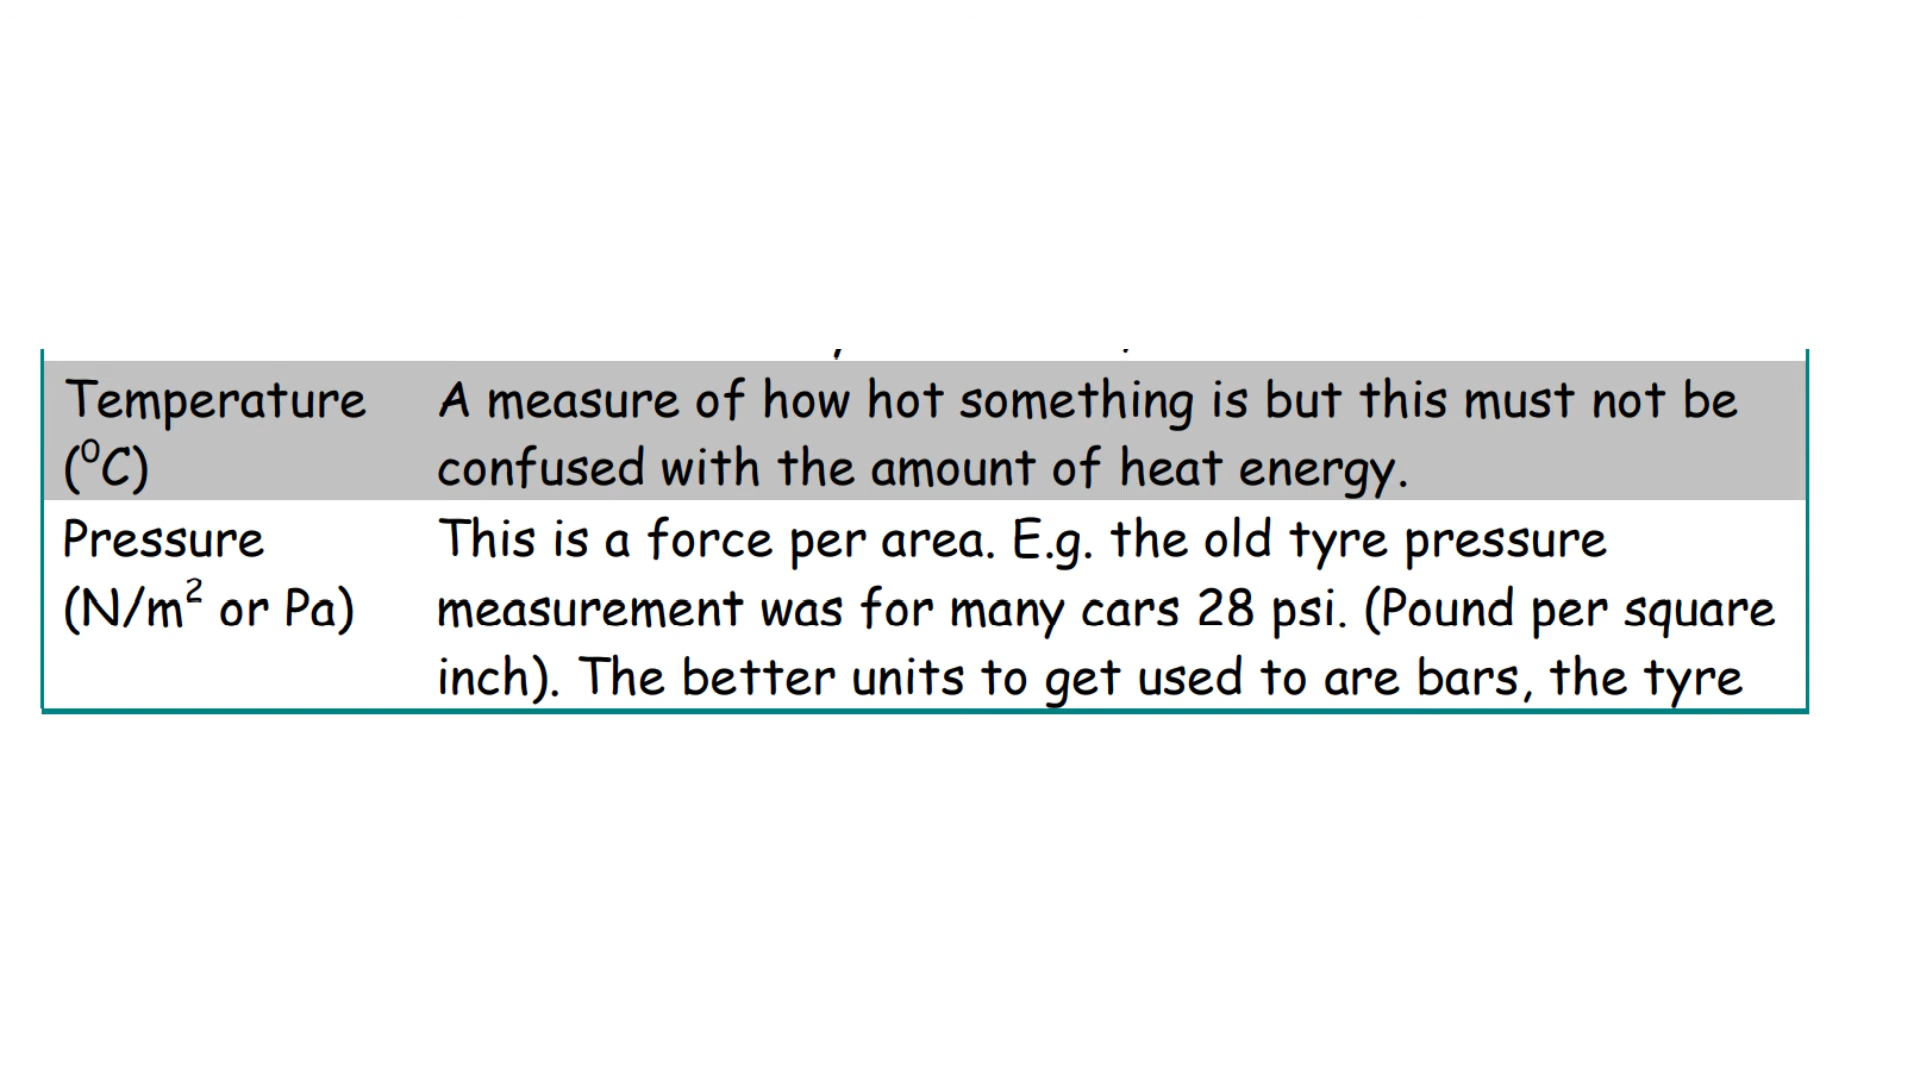 Temperature A measure of how hot something is but this must not be
(⁰C) confused with the amount of heat energy.
Pressure This is a force per area. E.g. the old tyre pressure
(N/m² or Pa) measurement was for many cars 28 psi. (Pound per square
inch). The better units to get used to are bars, the tyre